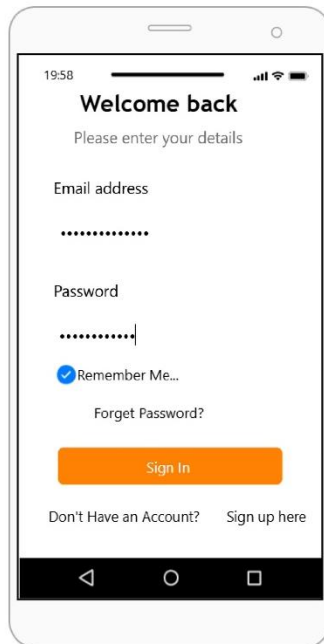 19:58
Welcome back
Please enter your details
Email address
••••••••••••••
Password
••••••••••••
Remember Me...
Forget Password?
Sign In
Don't Have an Account? Sign up here